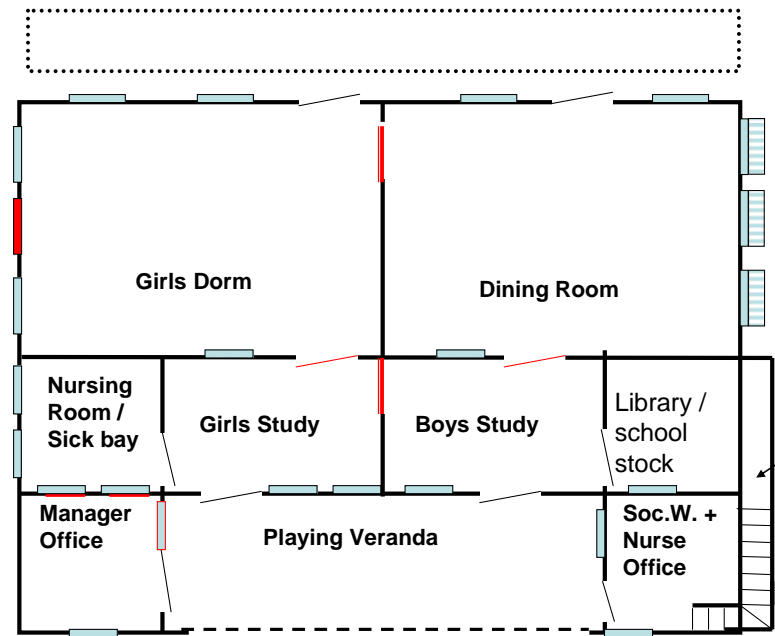 Girls Dorm
Dining Room
Nursing
Room /
Sick bay
Girls Study
Boys Study
Library /
school
stock
Manager
Office
Playing Veranda
Soc.W. +
Nurse
Office